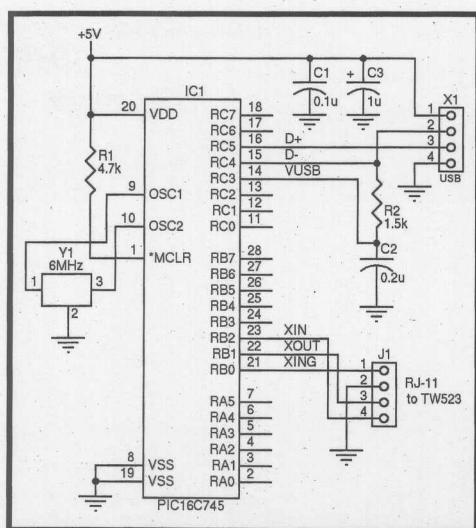 +5V
IC1
C1
0.1u
+
C3
1u
X1
1
2
3
4
USB
20
VDD
R1
4.7k
9
OSC1
10
OSC2
1
*MCLR
Y1
6MHz
1
3
2
8
VSS
19
VSS
RC7
18
RC6
17
RC5
16
D+
RC4
15
D-
RC3
14
VUSB
RC2
13
RC1
12
RC0
11
R2
1.5k
C2
0.2u
RB7
28
RB6
27
RB5
26
RB4
25
RB3
24
RB2
23
XIN
RB1
22
XOUT
RB0
21
XING
J1
1
2
3
4
RJ-11
to TW523
RA5
7
RA4
6
RA3
5
RA2
4
RA1
3
RA0
2
PIC16C745